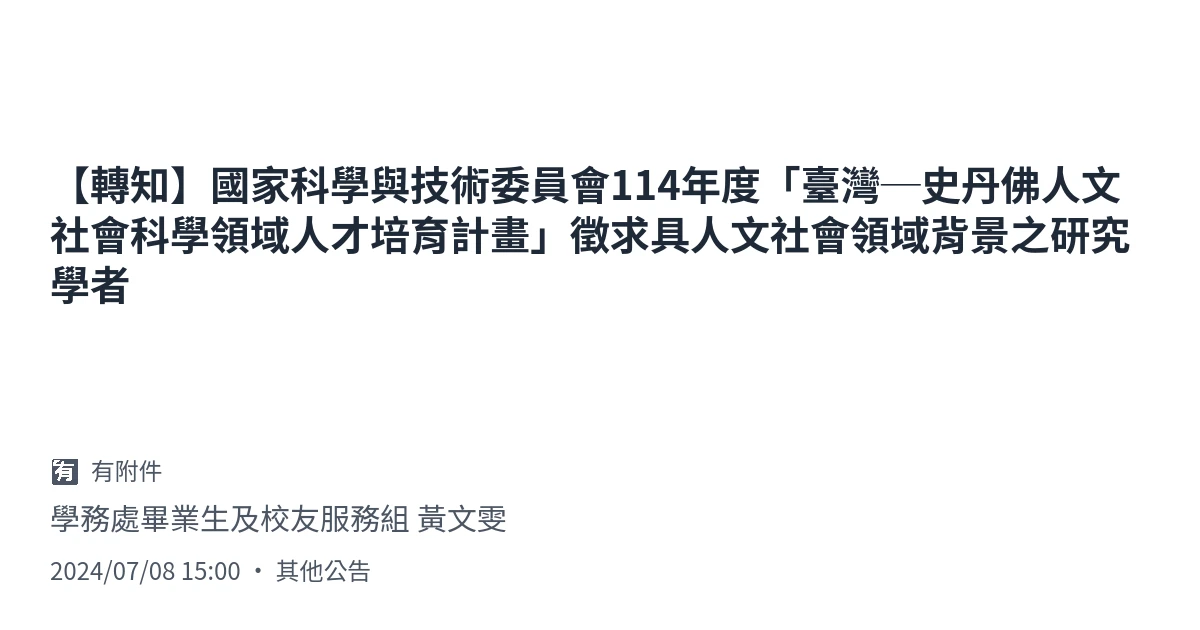 【轉知】國家科學與技術委員會114年度「臺灣─史丹佛人文
社會科學領域人才培育計畫」徵求具人文社會領域背景之研究
學者
🈶 有附件
學務處畢業生及校友服務組 黃文雯
2024/07/08 15:00 ・ 其他公告